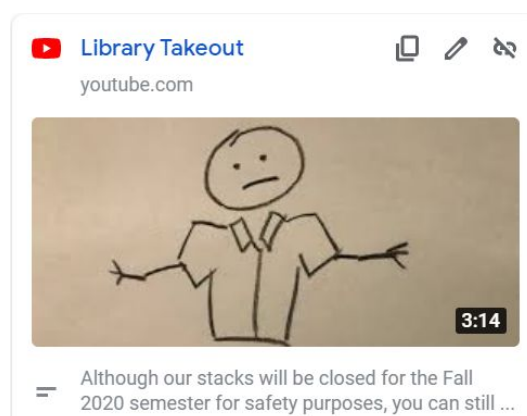 Library Takeout
youtube.com
3:14
Although our stacks will be closed for the Fall
2020 semester for safety purposes, you can still ...